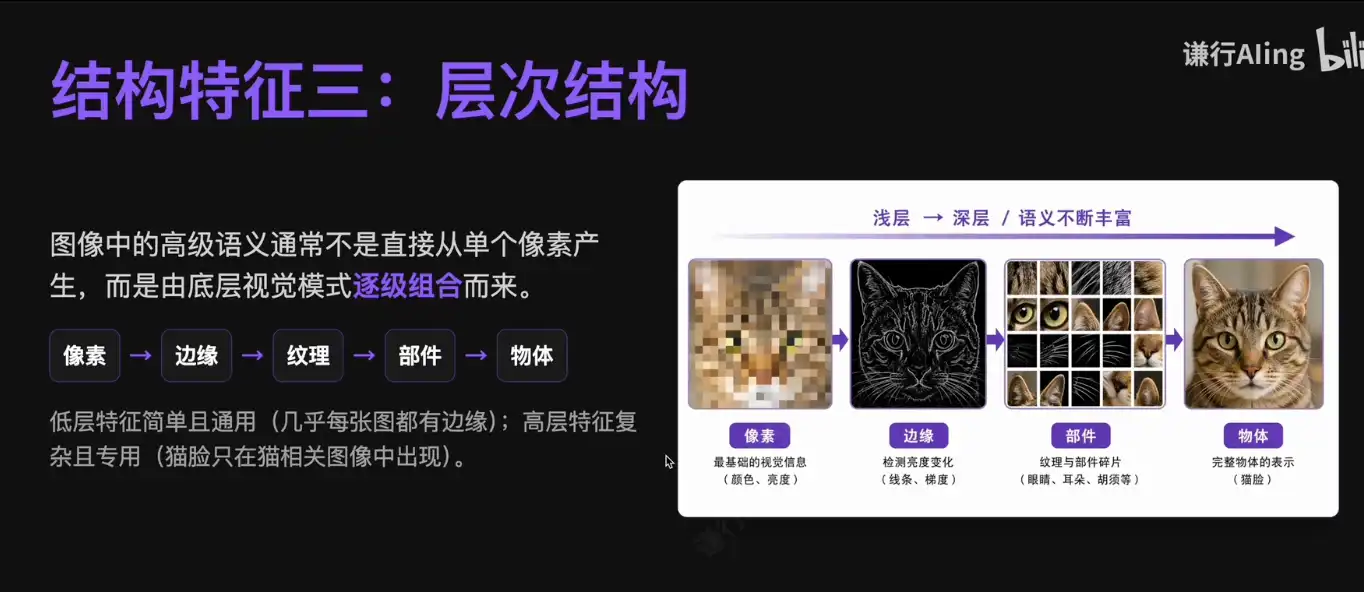 结构特征三：层次结构
谦行AIing bili
图像中的高级语义通常不是直接从单个像素产
生，而是由底层视觉模式逐级组合而来。
像素 → 边缘 → 纹理 → 部件 → 物体
低层特征简单且通用（几乎每张图都有边缘）；高层特征复
杂且专用（猫脸只在猫相关图像中出现）。
浅层 → 深层 / 语义不断丰富
像素
最基础的视觉信息
（颜色、亮度）
边缘
检测亮度变化
（线条、梯度）
部件
纹理与部件碎片
（眼睛、耳朵、胡须等）
物体
完整物体的表示
（猫脸）